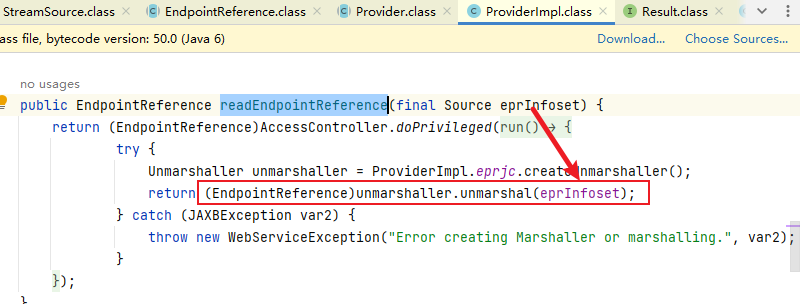 StreamSource.class EndpointReference.class Provider.class ProviderImpl.class Result.class
ass file, bytecode version: 50.0 (Java 6) Download... Choose Sources...
no usages
public EndpointReference readEndpointReference(final Source eprInfoset) {
return (EndpointReference)AccessController.doPrivileged(run() → {
try {
Unmarshaller unmarshaller = ProviderImpl.eprjc.createUnmarshaller();
return (EndpointReference)unmarshaller.unmarshal(eprInfoset);
} catch (JAXBException var2) {
throw new WebServiceException("Error creating Marshaller or marshalling.", var2);
}
});
}